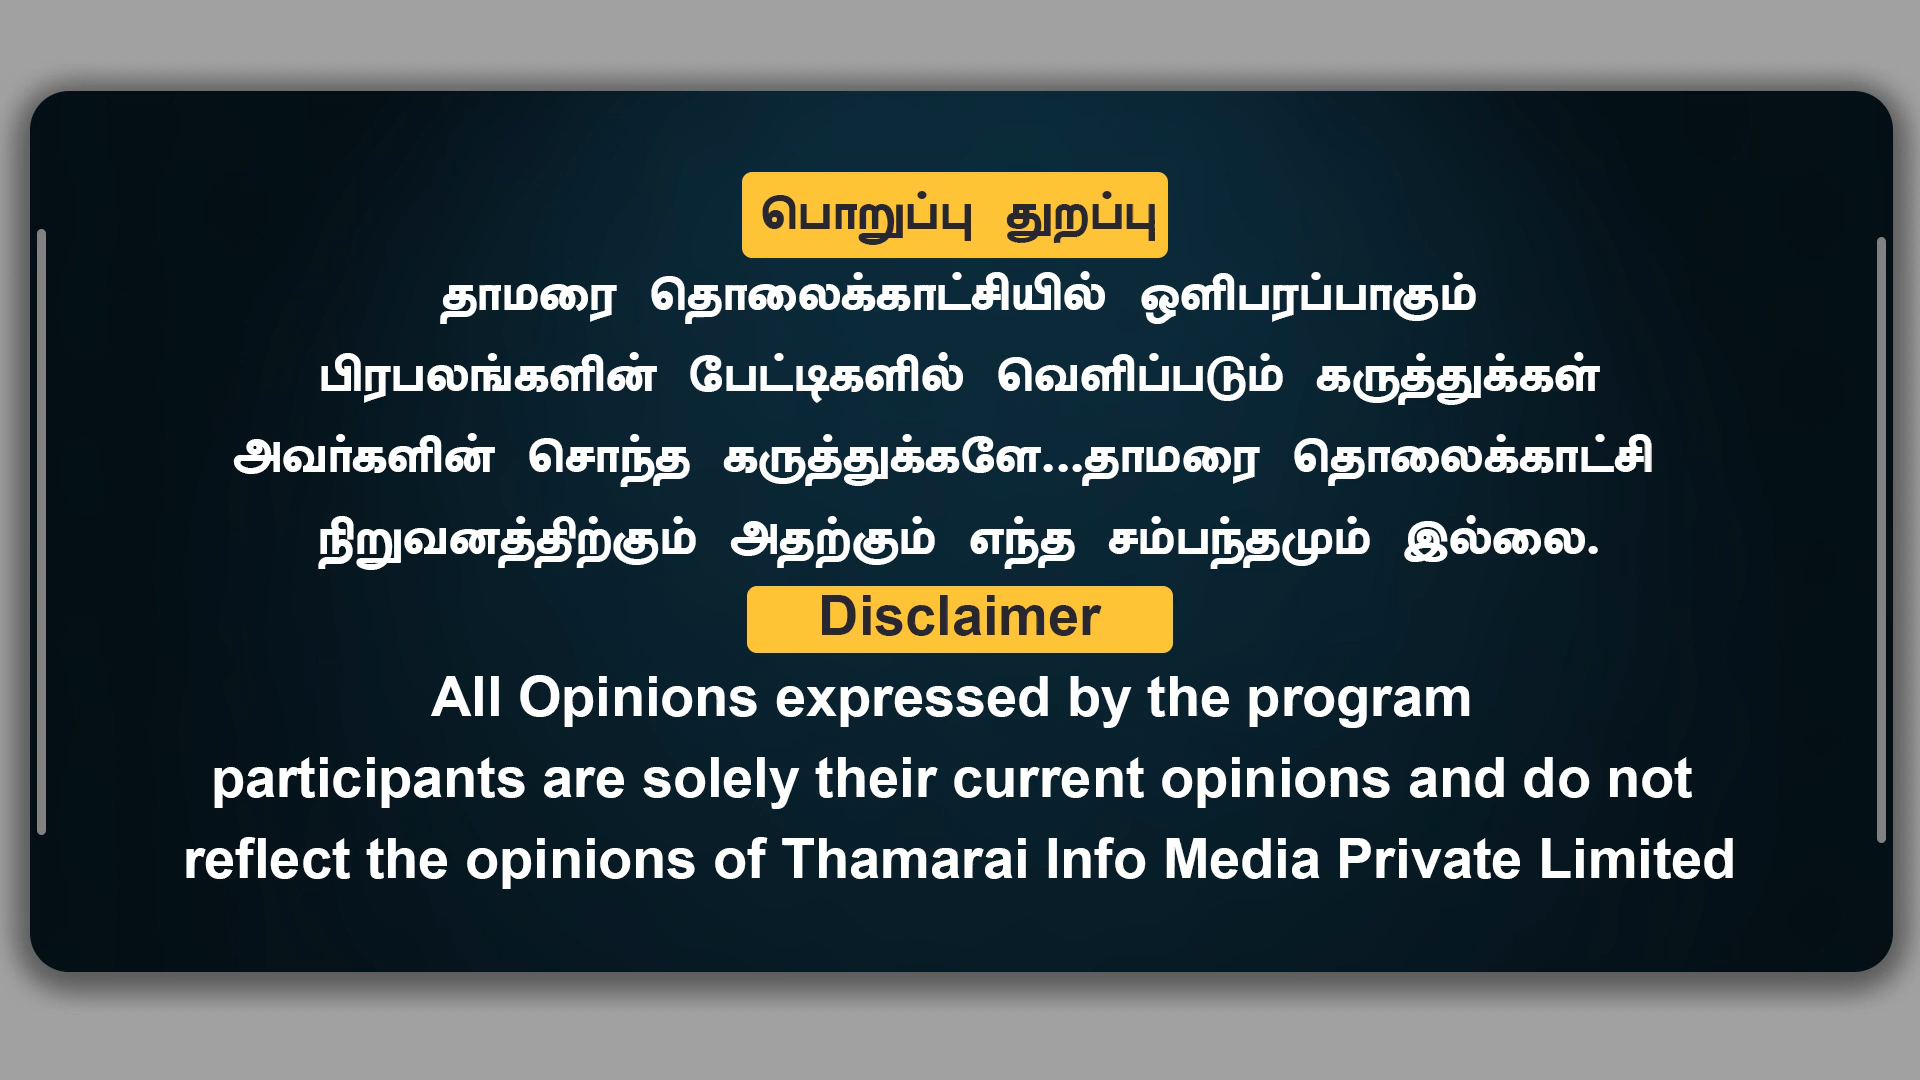 பொறுப்பு துறப்பு
தாமரை தொலைக்காட்சியில் ஒளிபரப்பாகும்
பிரபலங்களின் பேட்டிகளில் வெளிப்படும் கருத்துக்கள்
அவர்களின் சொந்த கருத்துக்களே...தாமரை தொலைக்காட்சி
நிறுவனத்திற்கும் அதற்கும் எந்த சம்பந்தமும் இல்லை.
Disclaimer
All Opinions expressed by the program
participants are solely their current opinions and do not
reflect the opinions of Thamarai Info Media Private Limited